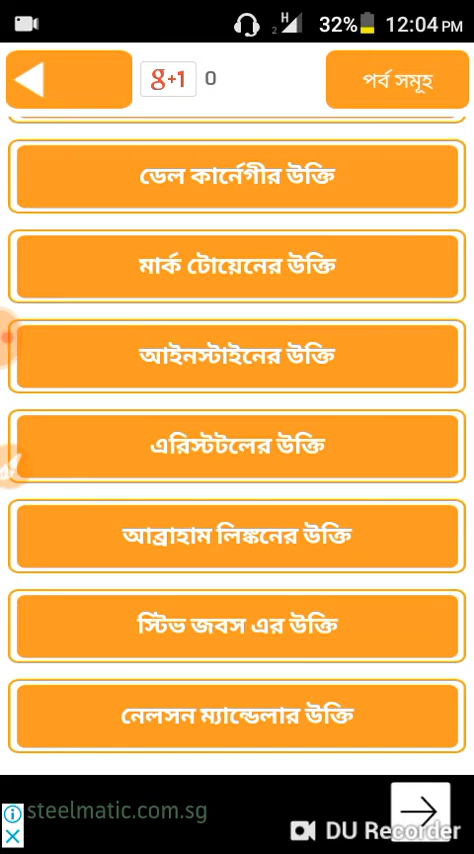 2 H 32% 12:04 PM
g+1 0 পর্ব সমূহ
ডেল কার্নেগীর উক্তি
মার্ক টোয়েনের উক্তি
আইনস্টাইনের উক্তি
এরিস্টটলের উক্তি
আব্রাহাম লিঙ্কনের উক্তি
স্টিভ জবস এর উক্তি
নেলসন ম্যান্ডেলার উক্তি
steelmatic.com.sg
DU Recorder